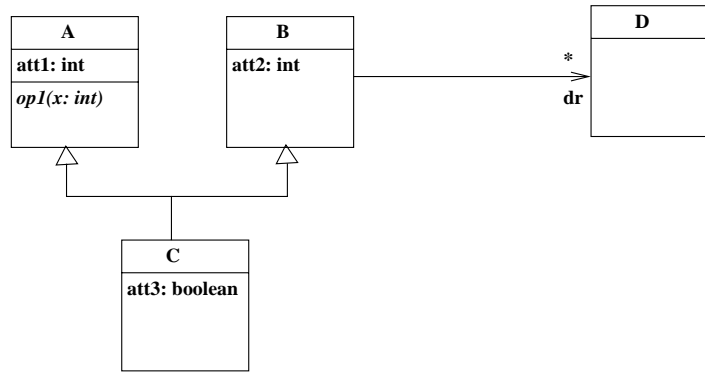 A
att1: int
op1(x: int)
B
att2: int
*
dr
D
C
att3: boolean